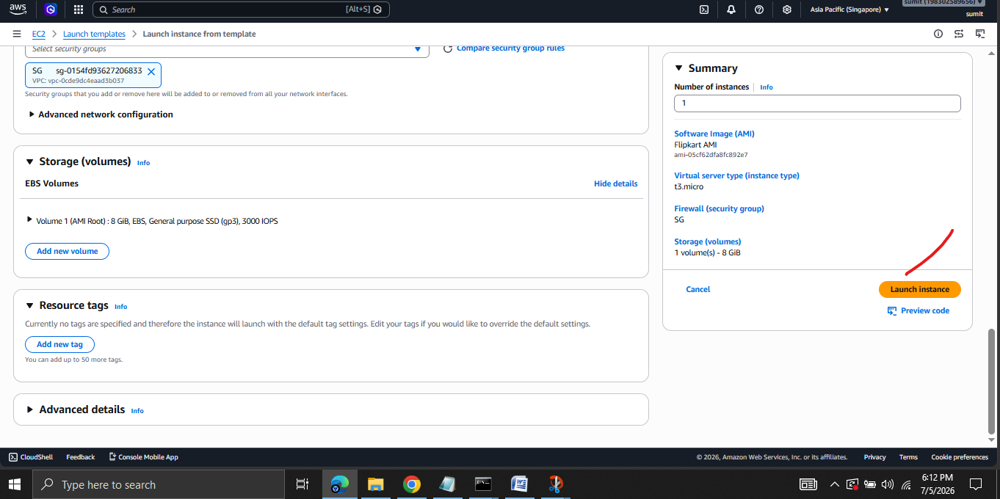 aws
Search
[Alt+S]
Asia Pacific (Singapore)
sumit (198302589656)
sumit
EC2 > Launch templates > Launch instance from template
Select security groups
Compare security group rules
SG sg-0154fd93627206833
VPC: vpc-0cde9dc4eaad3b037
Security groups that you add or remove here will be added to or removed from all your network interfaces.
Advanced network configuration
Storage (volumes) Info
EBS Volumes
Hide details
Volume 1 (AMI Root) : 8 GiB, EBS, General purpose SSD (gp3), 3000 IOPS
Add new volume
Resource tags Info
Currently no tags are specified and therefore the instance will launch with the default tag settings. Edit your tags if you would like to override the default settings.
Add new tag
You can add up to 50 more tags.
Advanced details Info
Summary
Number of instances Info
1
Software Image (AMI)
Flipkart AMI
ami-05cf62dfa8fc892e7
Virtual server type (instance type)
t3.micro
Firewall (security group)
SG
Storage (volumes)
1 volume(s) - 8 GiB
Cancel
Launch instance
Preview code
CloudShell Feedback Console Mobile App
© 2026, Amazon Web Services, Inc. or its affiliates. Privacy Terms Cookie preferences
Type here to search
6:12 PM
7/5/2026